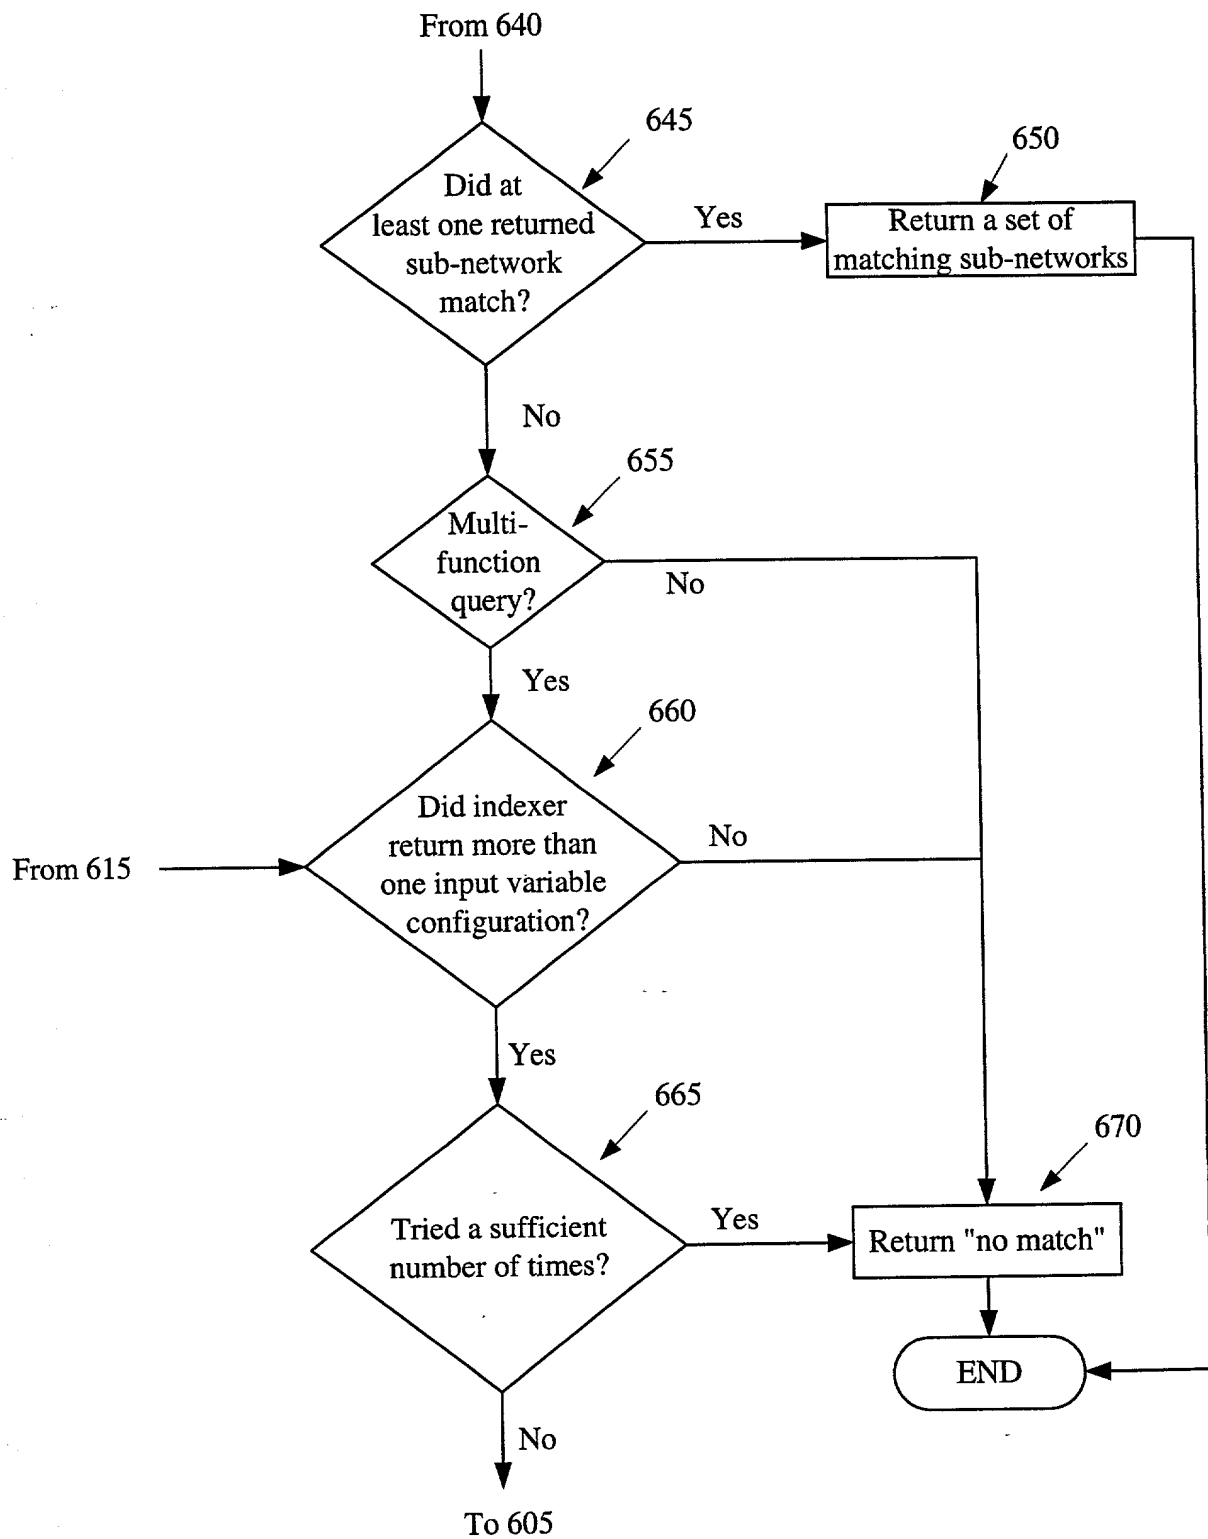 From 640
645
Did at
least one returned
sub-network
match?
Yes
650
Return a set of
matching sub-networks
No
655
Multi-
function
query?
No
Yes
660
From 615
Did indexer
return more than
one input variable
configuration?
No
Yes
665
Tried a sufficient
number of times?
Yes
670
Return "no match"
END
No
To 605